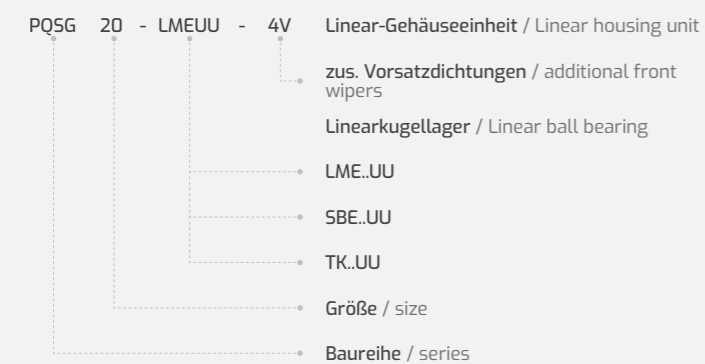 PQSG 20 - LMEUU - 4V Linear-Gehäuseeinheit / Linear housing unit
zus. Vorsatzdichtungen / additional front
wipers
Linearkugellager / Linear ball bearing
LME..UU
SBE..UU
TK..UU
Größe / size
Baureihe / series